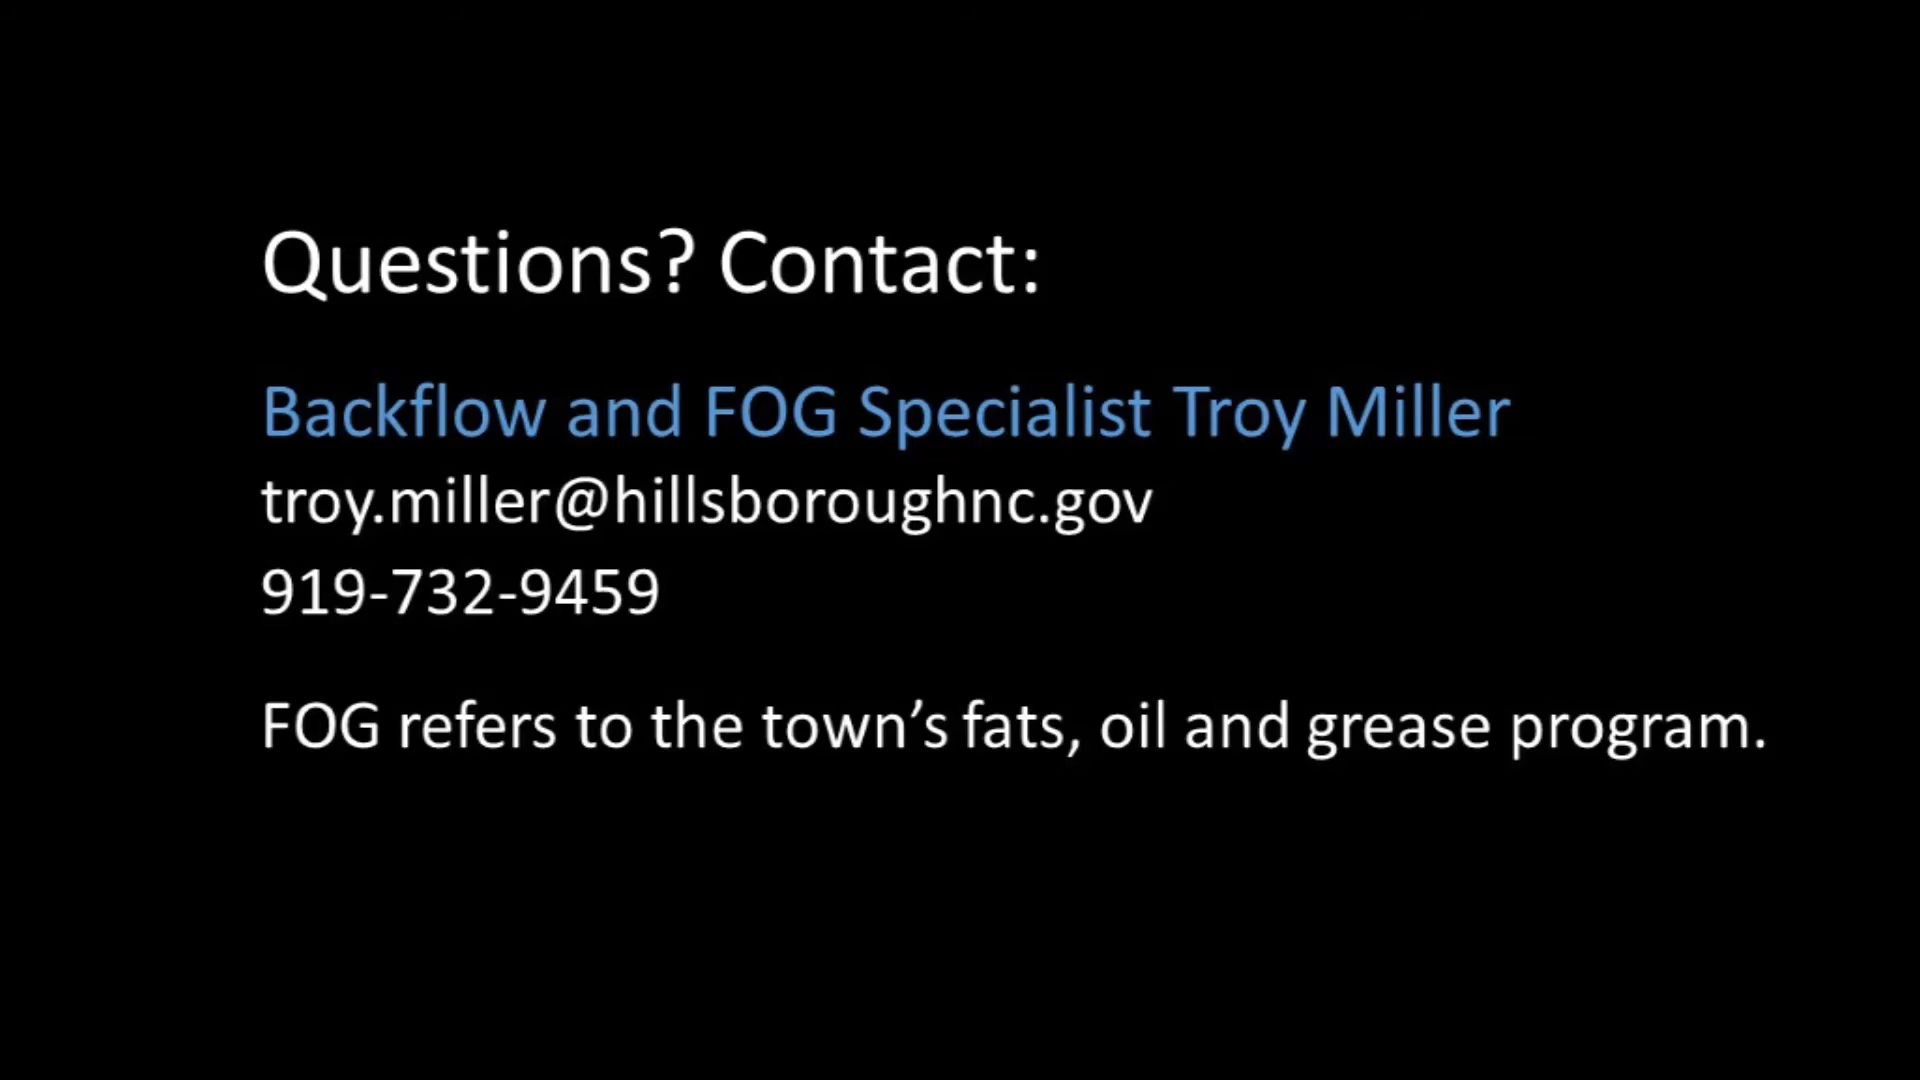 Questions? Contact:
Backflow and FOG Specialist Troy Miller
troy.miller@hillsboroughnc.gov
919-732-9459
FOG refers to the town’s fats, oil and grease program.